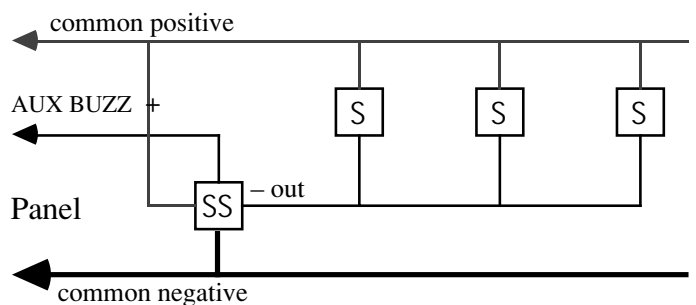 common positive
AUX BUZZ +
S S S
– out
SS
Panel
common negative